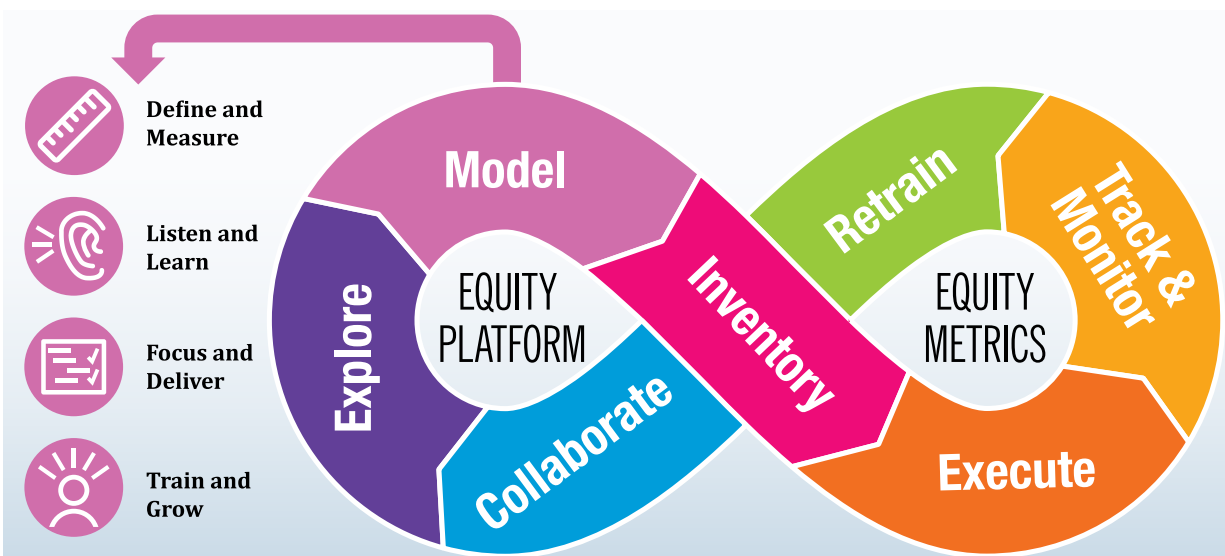 Define and
Measure
Listen and
Learn
Focus and
Deliver
Train and
Grow
Model
Explore
EQUITY
PLATFORM
Collaborate
Inventory
Retrain
Track &
Monitor
EQUITY
METRICS
Execute